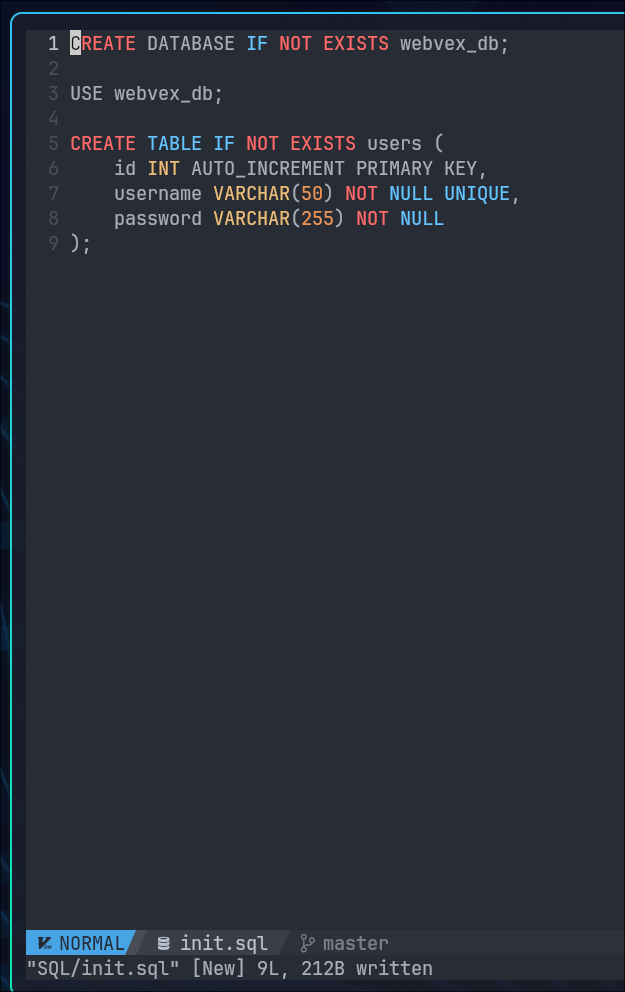 1 CREATE DATABASE IF NOT EXISTS webvex_db;
2
3 USE webvex_db;
4
5 CREATE TABLE IF NOT EXISTS users (
6     id INT AUTO_INCREMENT PRIMARY KEY,
7     username VARCHAR(50) NOT NULL UNIQUE,
8     password VARCHAR(255) NOT NULL
9 );
NORMAL init.sql master
"SQL/init.sql" [New] 9L, 212B written